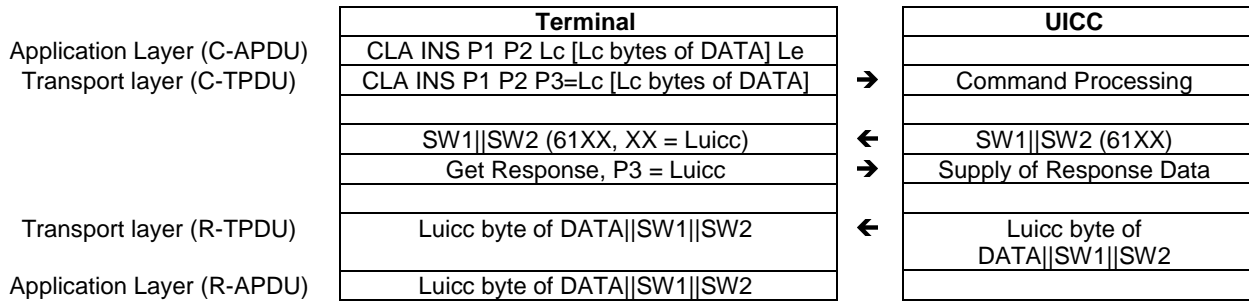 Terminal UICC
Application Layer (C-APDU) CLA INS P1 P2 Lc [Lc bytes of DATA] Le
Transport layer (C-TPDU) CLA INS P1 P2 P3=Lc [Lc bytes of DATA] ➔ Command Processing
SW1||SW2 (61XX, XX = Luicc) 🡰 SW1||SW2 (61XX)
Get Response, P3 = Luicc ➔ Supply of Response Data
Transport layer (R-TPDU) Luicc byte of DATA||SW1||SW2 🡰 Luicc byte of
DATA||SW1||SW2
Application Layer (R-APDU) Luicc byte of DATA||SW1||SW2